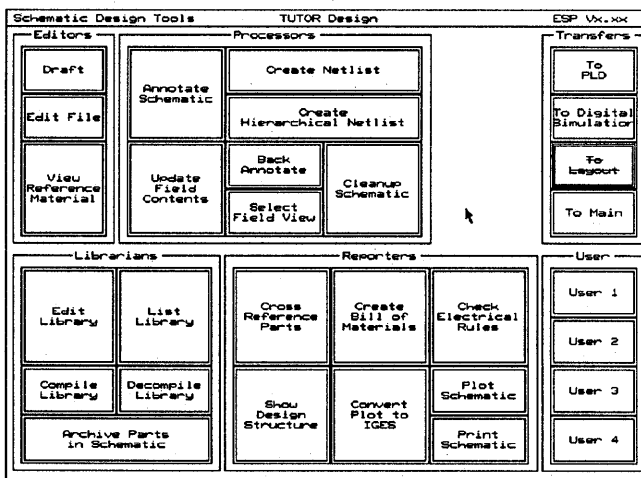 Schematic Design Tools TUTOR Design ESP Vx.xx
Editors
Draft
Edit File
View
Reference
Material
Processors
Annotate
Schematic
Create Netlist
Create
Hierarchical Netlist
Update
Field
Contents
Back
Annotate
Select
Field View
Cleanup
Schematic
Transfers
To
PLD
To Digital
Simulation
To
Layout
To Main
Librarians
Edit
Library
List
Library
Compile
Library
Decompile
Library
Archive Parts
in Schematic
Reporters
Cross
Reference
Parts
Create
Bill of
Materials
Check
Electrical
Rules
Show
Design
Structure
Convert
Plot to
IGES
Plot
Schematic
Print
Schematic
User
User 1
User 2
User 3
User 4